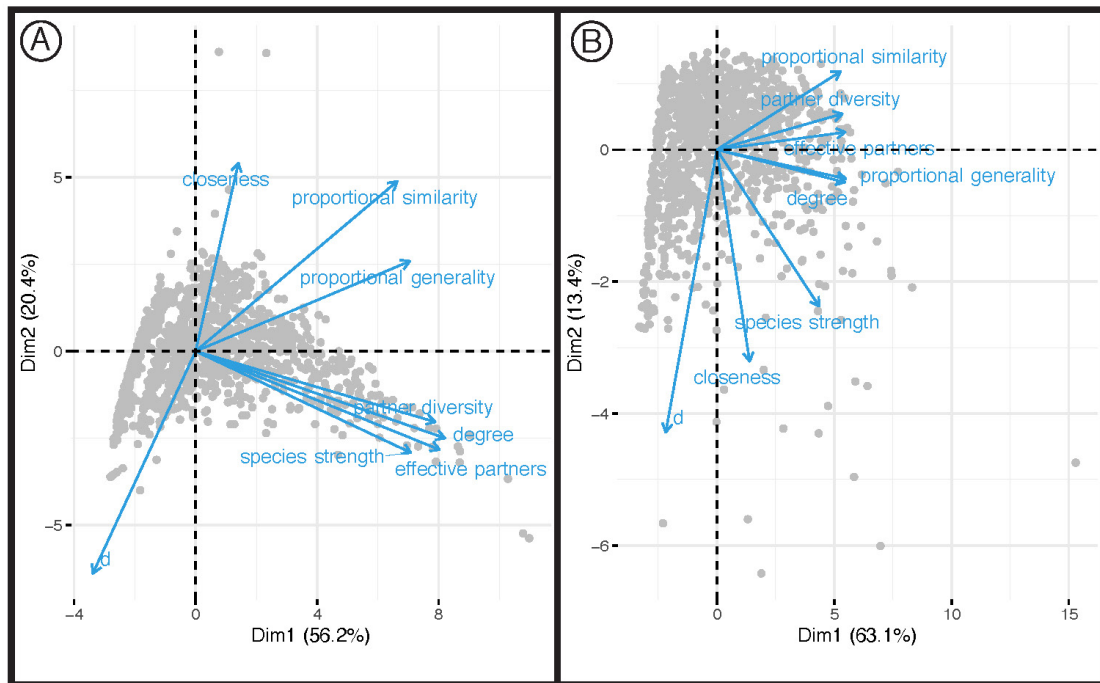 A
closeness
proportional similarity
proportional generality
partner diversity
degree
species strength
effective partners
d
5
0
−5
−4
0
4
8
Dim2 (20.4%)
Dim1 (56.2%)
B
proportional similarity
partner diversity
effective partners
proportional generality
degree
species strength
closeness
d
0
−2
−4
−6
0
5
10
15
Dim2 (13.4%)
Dim1 (63.1%)